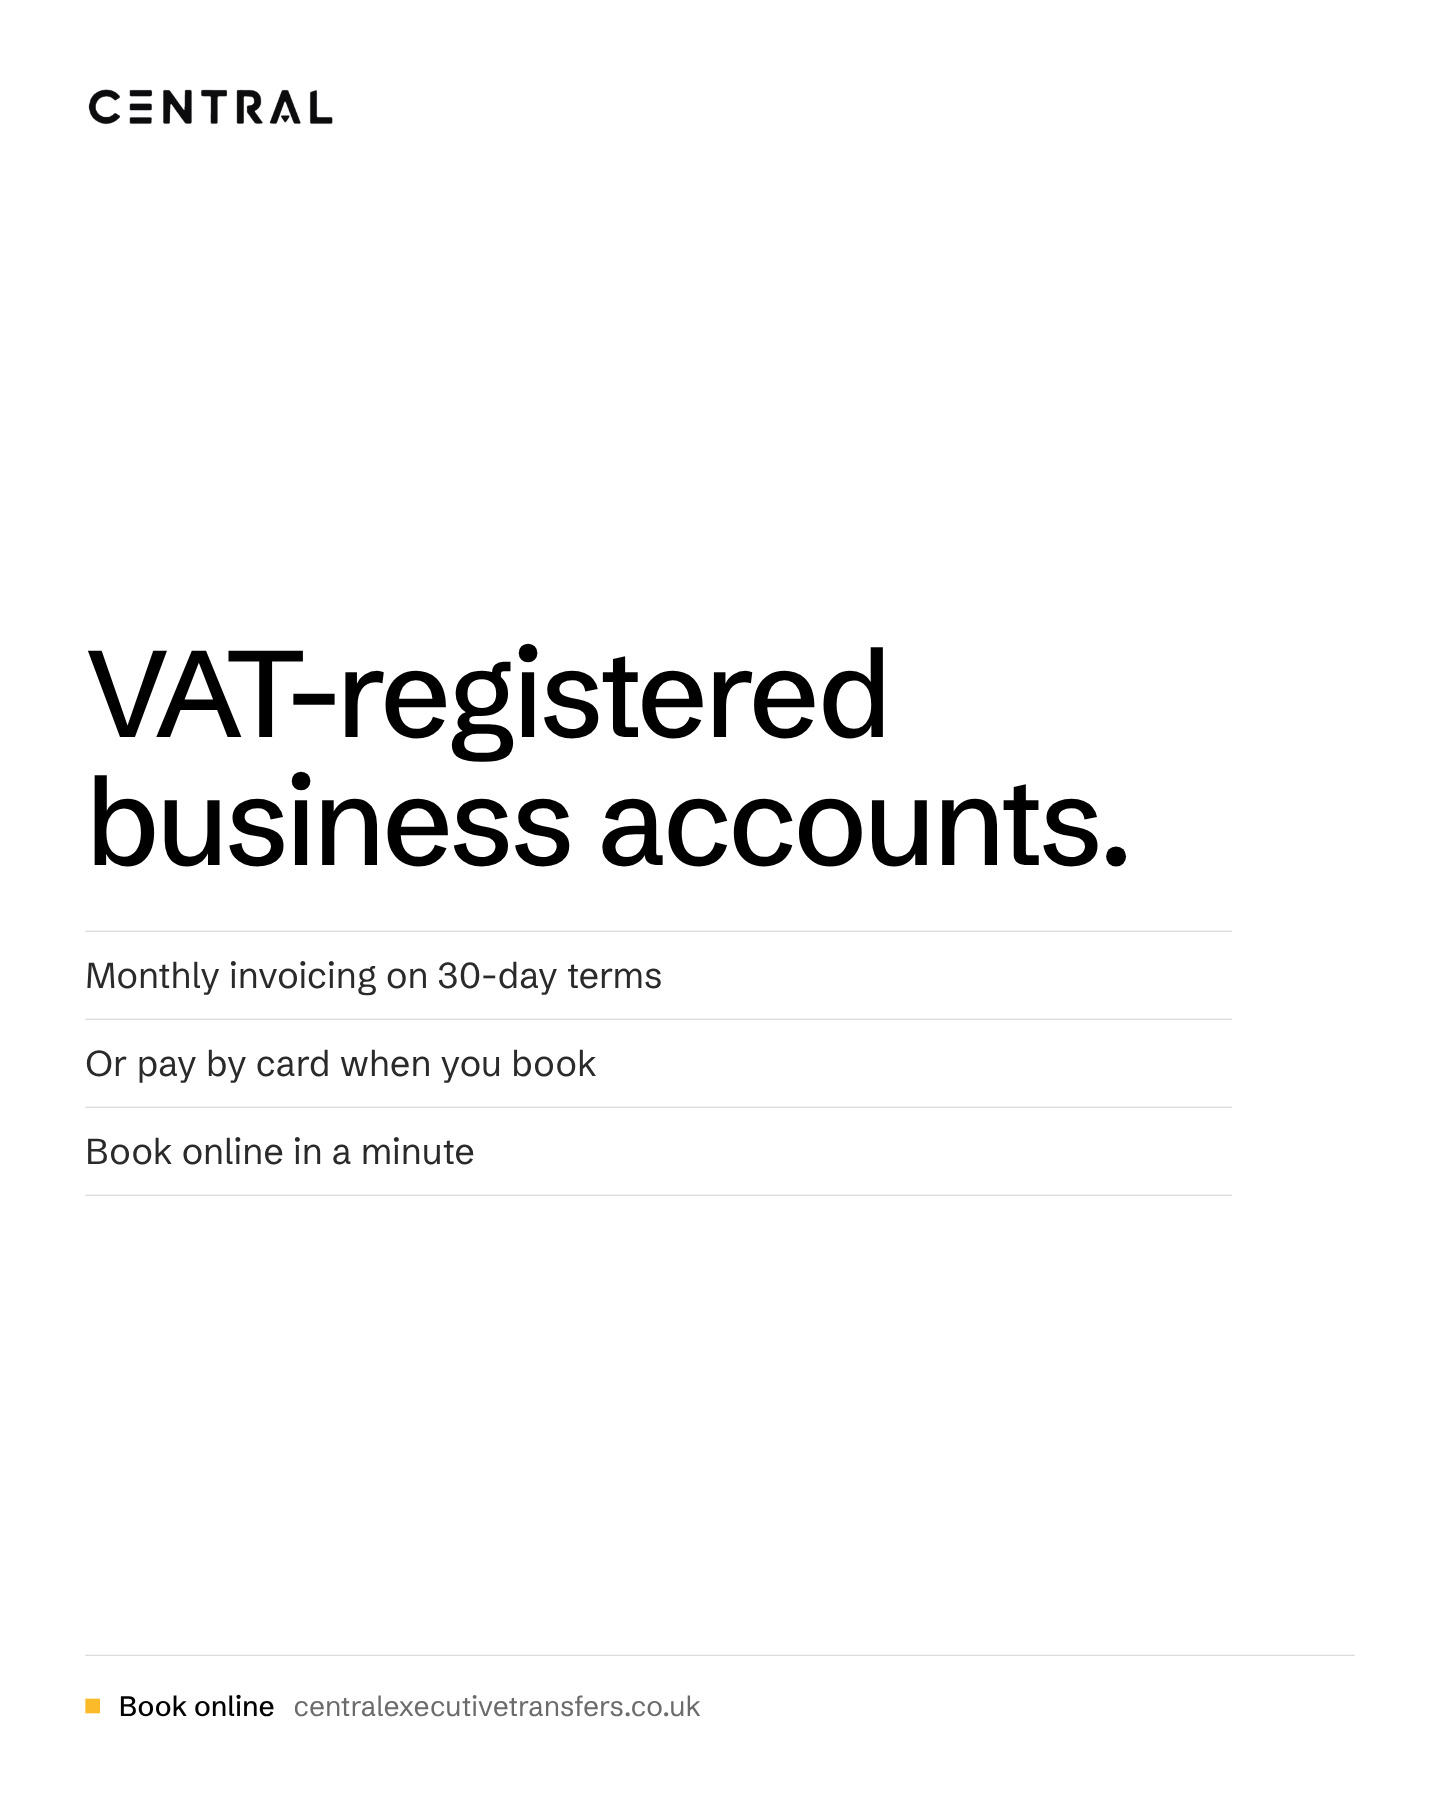 CENTRAL
VAT-registered
business accounts.
Monthly invoicing on 30-day terms
Or pay by card when you book
Book online in a minute
Book online centralexecutivetransfers.co.uk